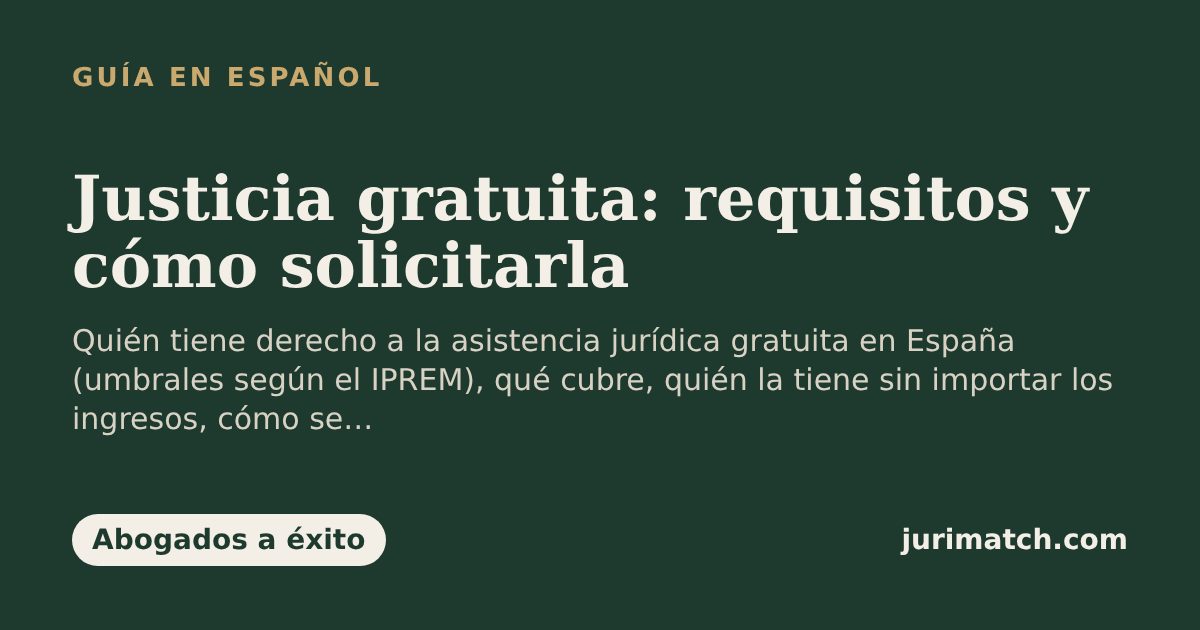 GUÍA EN ESPAÑOL
Justicia gratuita: requisitos y
cómo solicitarla
Quién tiene derecho a la asistencia jurídica gratuita en España
(umbrales según el IPREM), qué cubre, quién la tiene sin importar los
ingresos, cómo se…
Abogados a éxito
jurimatch.com